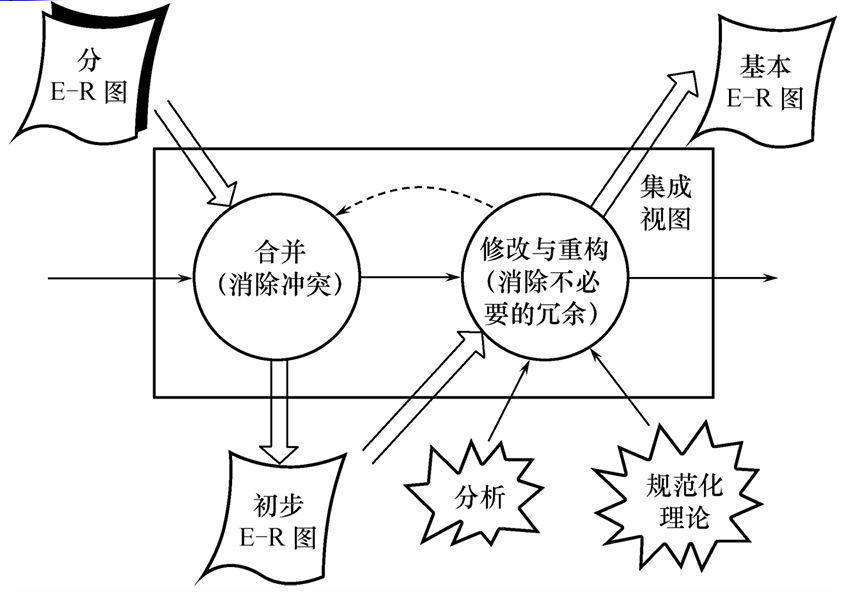 分
E-R 图
基本
E-R 图
集成
视图
合并
（消除冲突）
修改与重构
（消除不必
要的冗余）
初步
E-R 图
分析
规范化
理论